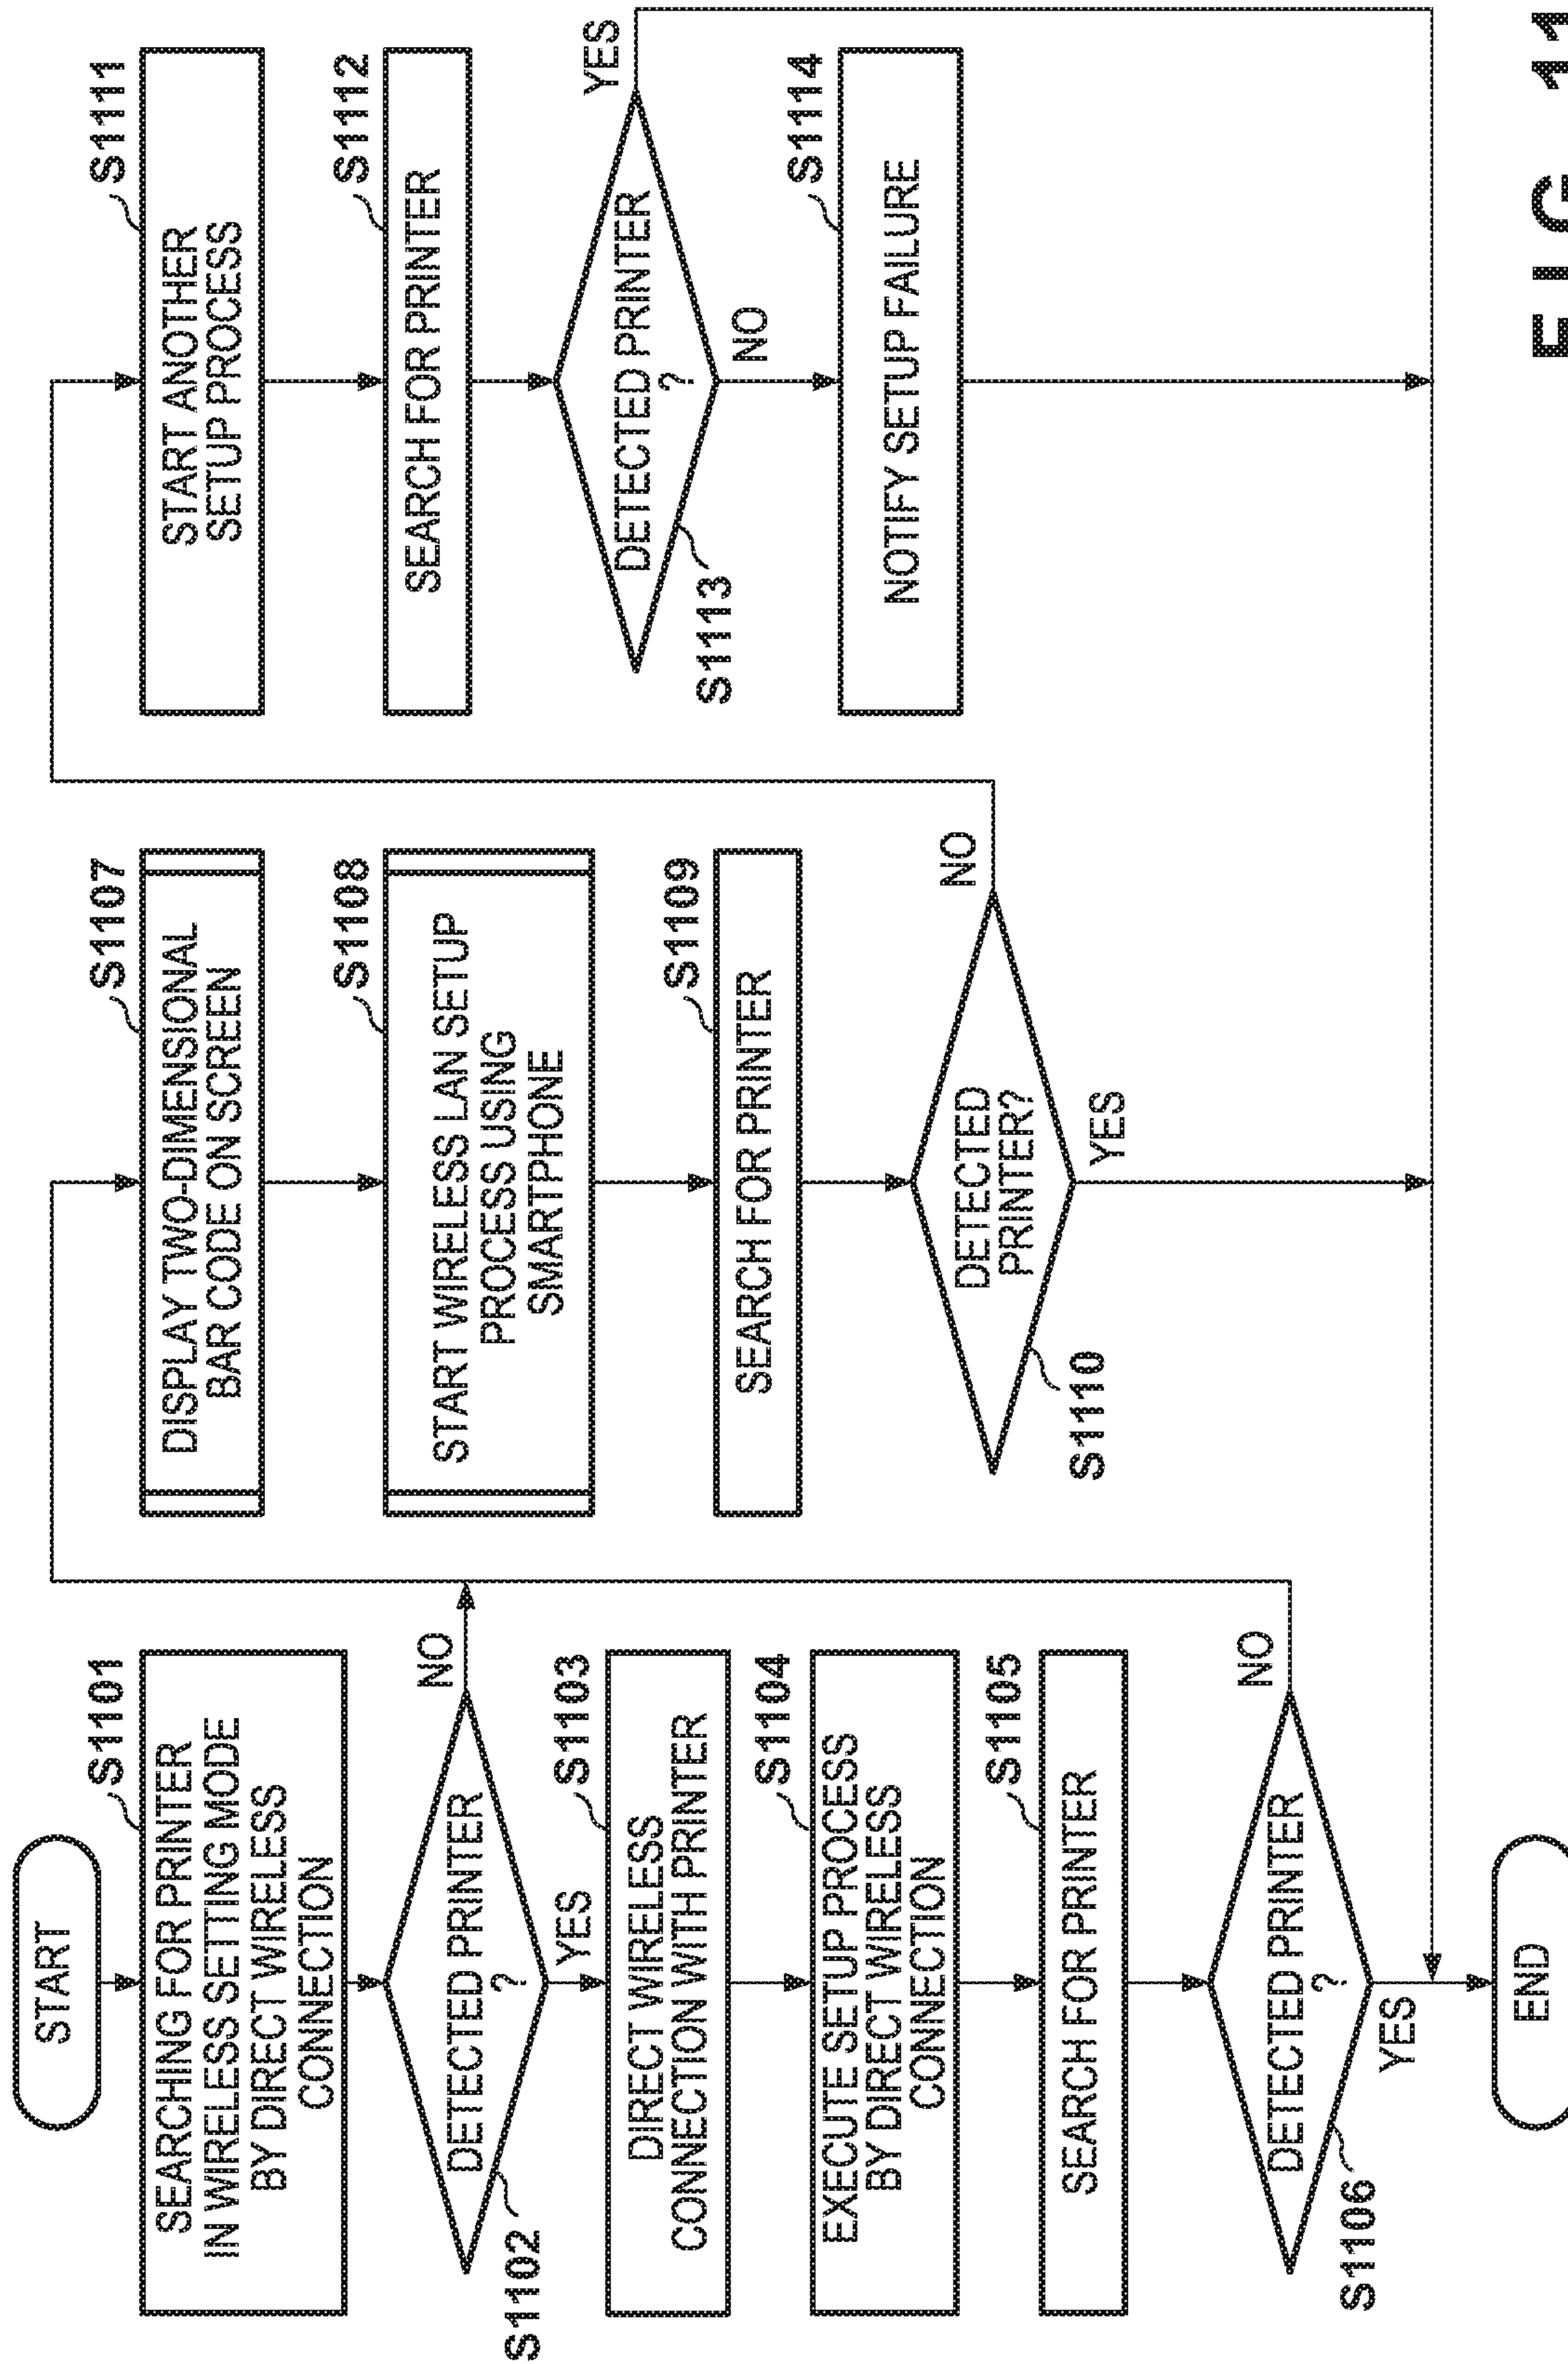 START
S1101
SEARCHING FOR PRINTER
IN WIRELESS SETTING MODE
BY DIRECT WIRELESS
CONNECTION
S1102
DETECTED PRINTER
?
NO
YES
S1103
DIRECT WIRELESS
CONNECTION WITH PRINTER
S1104
EXECUTE SETUP PROCESS
BY DIRECT WIRELESS
CONNECTION
S1105
SEARCH FOR PRINTER
S1106
DETECTED PRINTER
?
NO
YES
END
S1107
DISPLAY TWO-DIMENSIONAL
BAR CODE ON SCREEN
S1108
START WIRELESS LAN SETUP
PROCESS USING
SMARTPHONE
S1109
SEARCH FOR PRINTER
S1110
DETECTED
PRINTER?
NO
YES
S1111
START ANOTHER
SETUP PROCESS
S1112
SEARCH FOR PRINTER
S1113
DETECTED PRINTER
?
YES
NO
S1114
NOTIFY SETUP FAILURE
FIG. 11